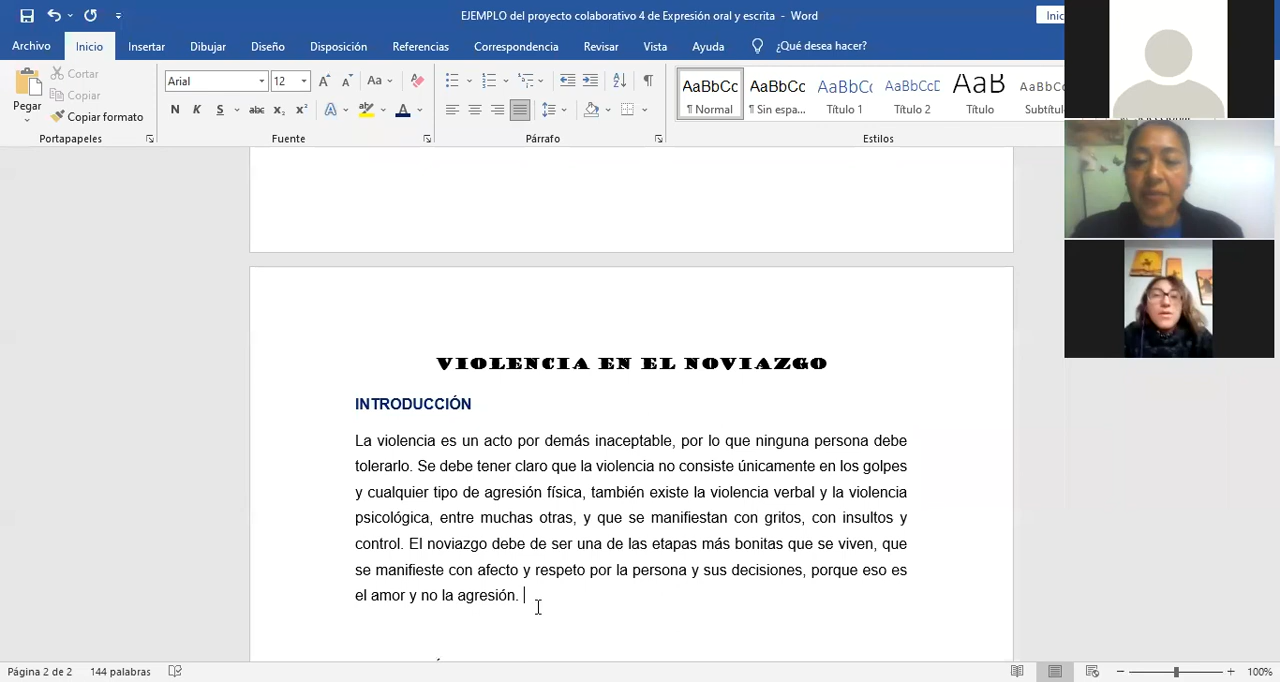 EJEMPLO del proyecto colaborativo 4 de Expresión oral y escrita - Word
Inic
Archivo Inicio Insertar Dibujar Diseño Disposición Referencias Correspondencia Revisar Vista Ayuda ¿Qué desea hacer?
Pegar
Cortar
Copiar
Copiar formato
Portapapeles
Arial 12
Aa
N K S abc x₂ x²
Fuente
Párrafo
AaBbCc AaBbCc AaBbC AaBbCcD AaB AaBbCc
¶ Normal ¶ Sin espa... Título 1 Título 2 Título Subtítul
Estilos
VIOLENCIA EN EL NOVIAZGO
INTRODUCCIÓN
La violencia es un acto por demás inaceptable, por lo que ninguna persona debe
tolerarlo. Se debe tener claro que la violencia no consiste únicamente en los golpes
y cualquier tipo de agresión física, también existe la violencia verbal y la violencia
psicológica, entre muchas otras, y que se manifiestan con gritos, con insultos y
control. El noviazgo debe de ser una de las etapas más bonitas que se viven, que
se manifieste con afecto y respeto por la persona y sus decisiones, porque eso es
el amor y no la agresión.
Página 2 de 2 144 palabras
100%